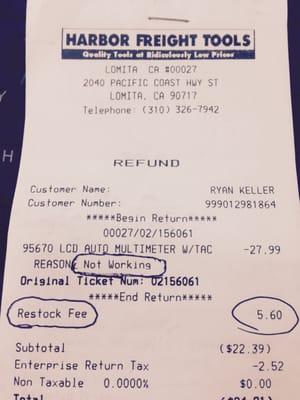 HARBOR FREIGHT TOOLS
Quality Tools at Ridiculously Low Prices
LOMITA CA #00027
2040 PACIFIC COAST HWY ST
LOMITA, CA 90717
Telephone: (310) 326-7942
REFUND
Customer Name: RYAN KELLER
Customer Number: 999012981864
*****Begin Return*****
00027/02/156061
95670 LCD AUTO MULTIMETER W/TAC -27.99
REASON: Not Working
Original Ticket Num: 02156061
*****End Return*****
Restock Fee 5.60
Subtotal ($22.39)
Enterprise Return Tax -2.52
Non Taxable 0.0000% $0.00
Total